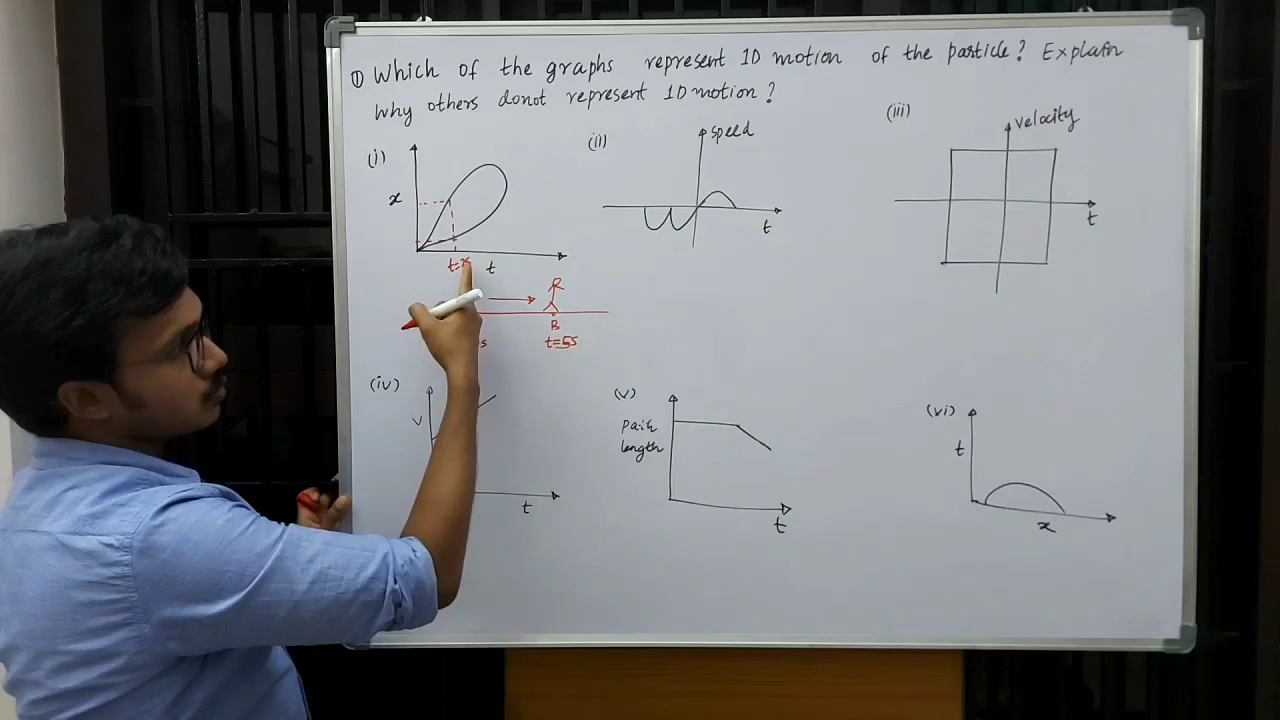 ① Which of the graphs represent 1D motion of the particle? Explain
why others donot represent 1D motion?
(i)
x
t=x
t
B
t=5s
s
(ii)
speed
t
(iii)
velocity
t
(iv)
v
t
(v)
path
length
t
(vi)
t
x